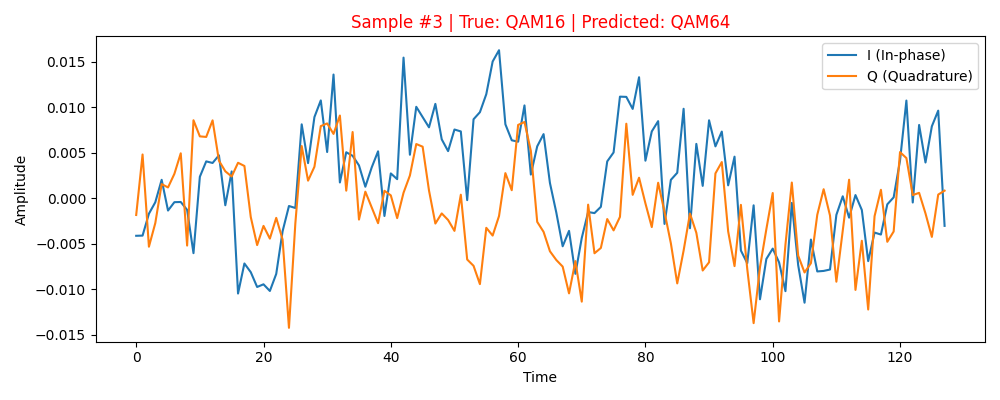 Sample #3 | True: QAM16 | Predicted: QAM64
I (In-phase)
Q (Quadrature)
Amplitude
0.015
0.010
0.005
0.000
−0.005
−0.010
−0.015
0 20 40 60 80 100 120
Time